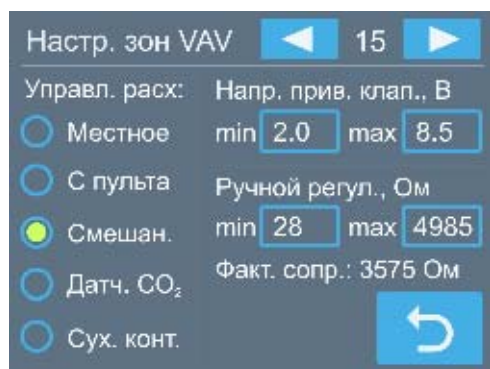 Настр. зон VAV 15
Управл. расх:
Местное
С пульта
Смешан.
Датч. CO₂
Сух. конт.
Напр. прив. клап., В
min 2.0 max 8.5
Ручной регул., Ом
min 28 max 4985
Факт. сопр.: 3575 Ом